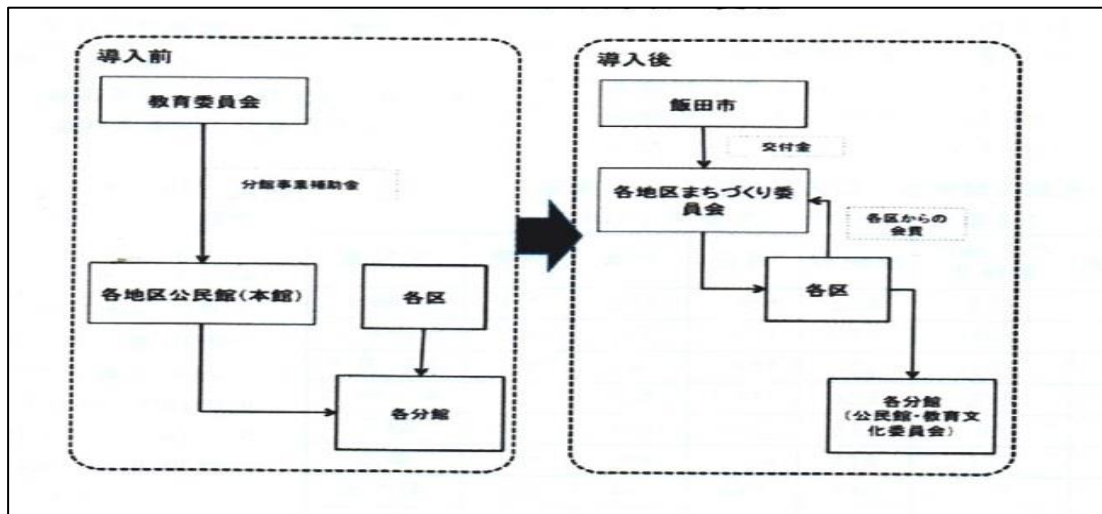 導入前
教育委員会
分館事業補助金
各地区公民館(本館)
各区
各分館
導入後
飯田市
交付金
各地区まちづくり委
員会
各区からの
会費
各区
各分館
(公民館・教育文
化委員会)